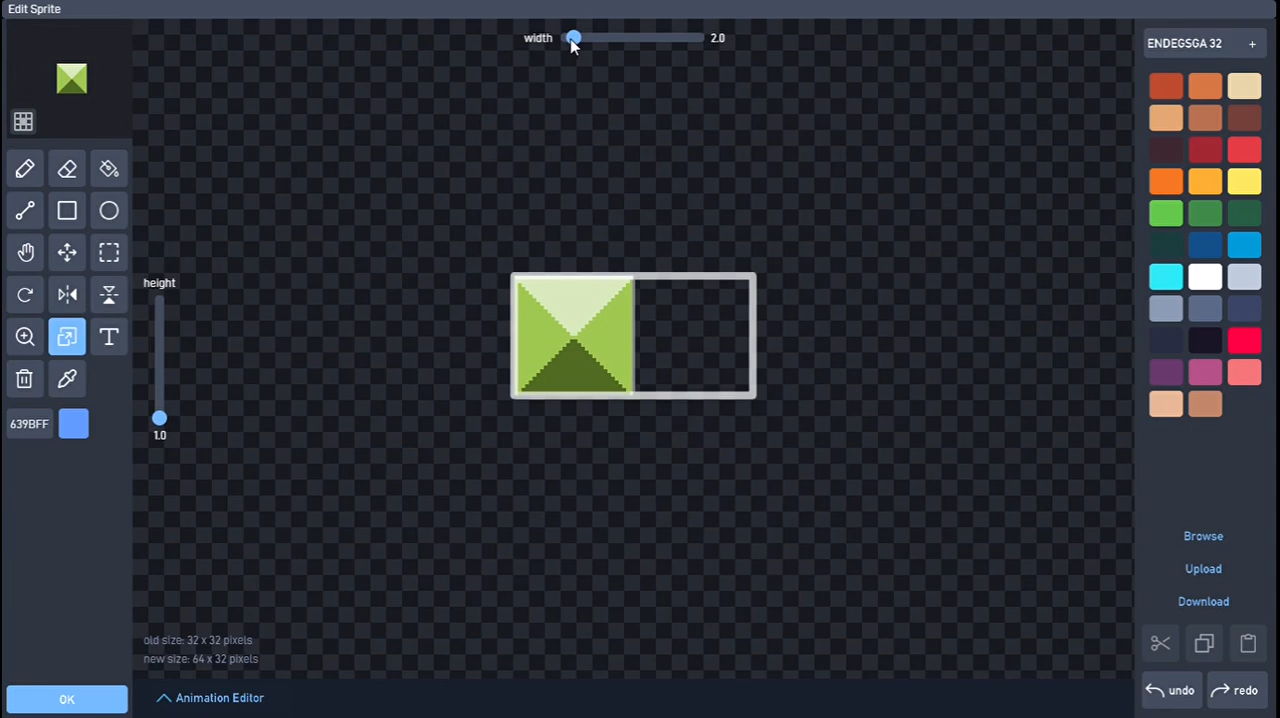 Edit Sprite
width 2.0
ENDEGSGA 32 +
height
1.0
T
639BFF
Browse
Upload
Download
old size: 32 x 32 pixels
new size: 64 x 32 pixels
OK
Animation Editor
undo
redo